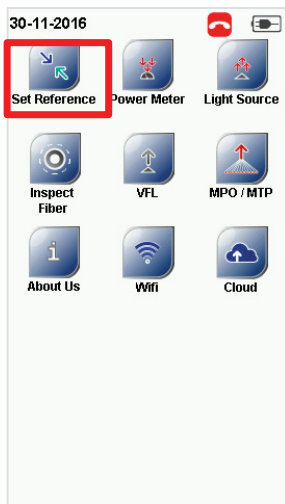 30-11-2016
Set Reference Power Meter Light Source
Inspect Fiber VFL MPO / MTP
i
About Us Wifi Cloud